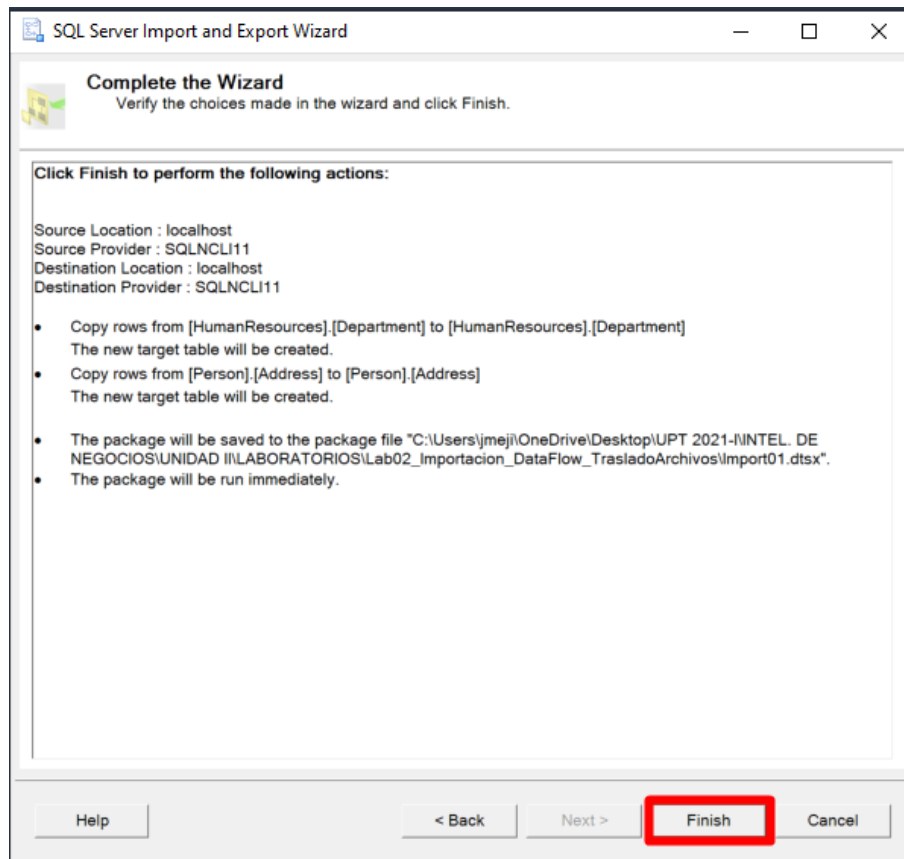 SQL Server Import and Export Wizard
Complete the Wizard
Verify the choices made in the wizard and click Finish.
Click Finish to perform the following actions:
Source Location : localhost
Source Provider : SQLNCLI11
Destination Location : localhost
Destination Provider : SQLNCLI11
• Copy rows from [HumanResources].[Department] to [HumanResources].[Department]
The new target table will be created.
• Copy rows from [Person].[Address] to [Person].[Address]
The new target table will be created.
• The package will be saved to the package file "C:\Users\jmeji\OneDrive\Desktop\UPT 2021-I\INTEL. DE
NEGOCIOS\UNIDAD II\LABORATORIOS\Lab02_Importacion_DataFlow_TrasladoArchivos\Import01.dtsx".
• The package will be run immediately.
Help
< Back
Next >
Finish
Cancel